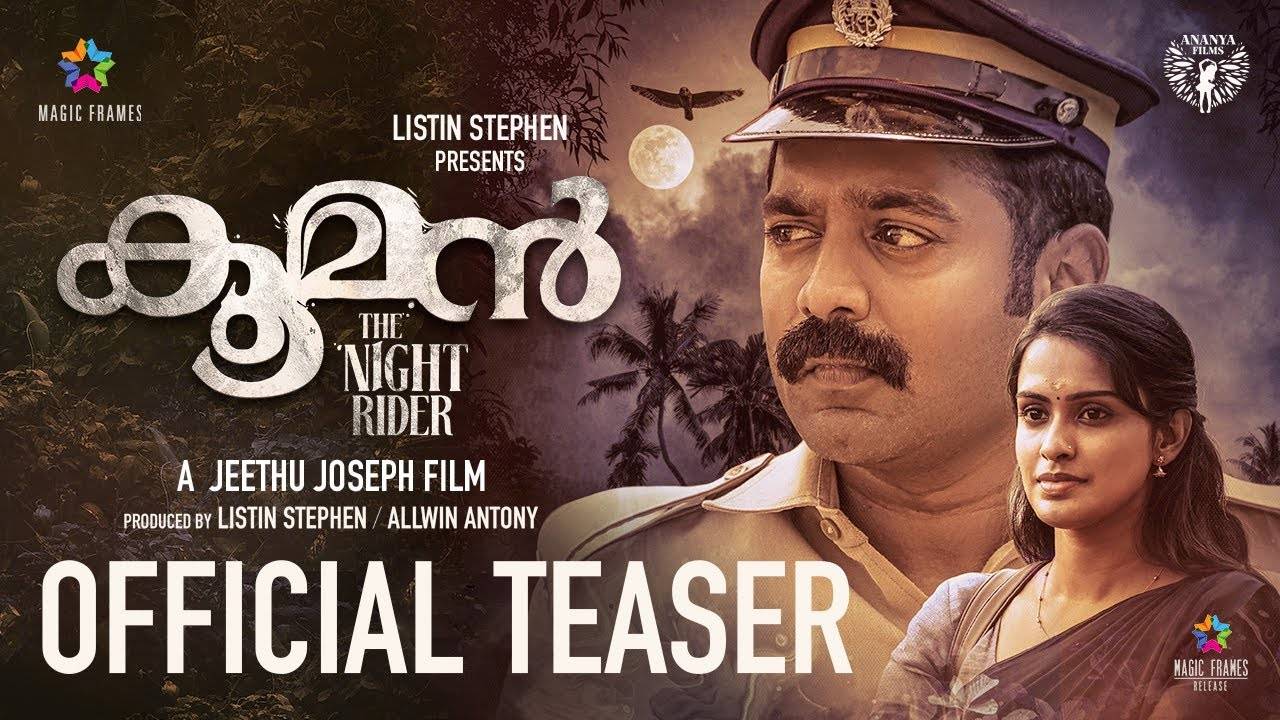 MAGIC FRAMES
ANANYA
FILMS
LISTIN STEPHEN
PRESENTS
കൂമൻ
THE
NIGHT
RIDER
A JEETHU JOSEPH FILM
PRODUCED BY LISTIN STEPHEN / ALLWIN ANTONY
OFFICIAL TEASER
MAGIC FRAMES
RELEASE